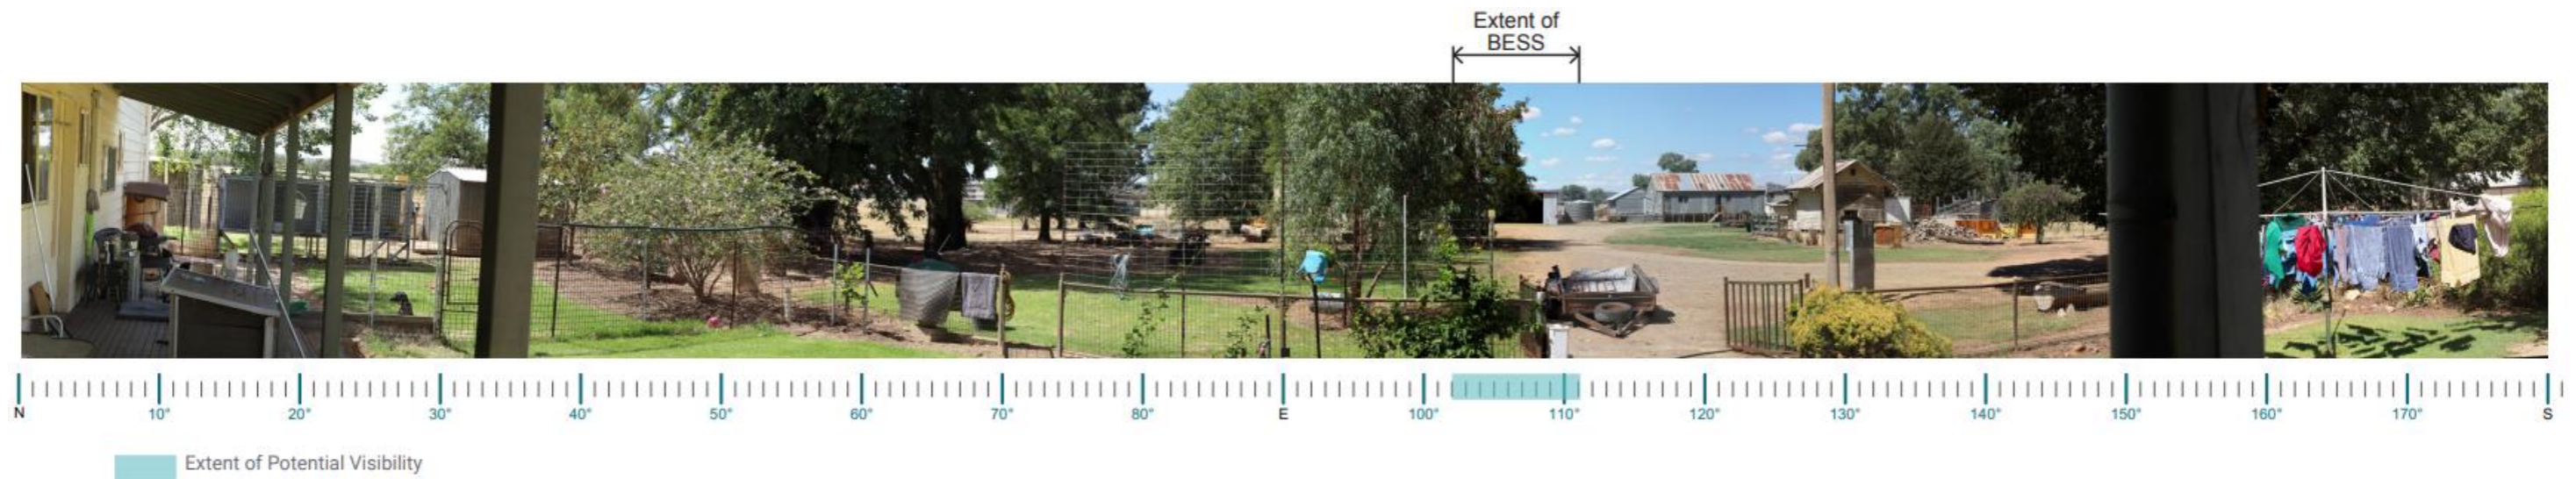 Extent of
BESS
N 10° 20° 30° 40° 50° 60° 70° 80° E 100° 110° 120° 130° 140° 150° 160° 170° S
Extent of Potential Visibility